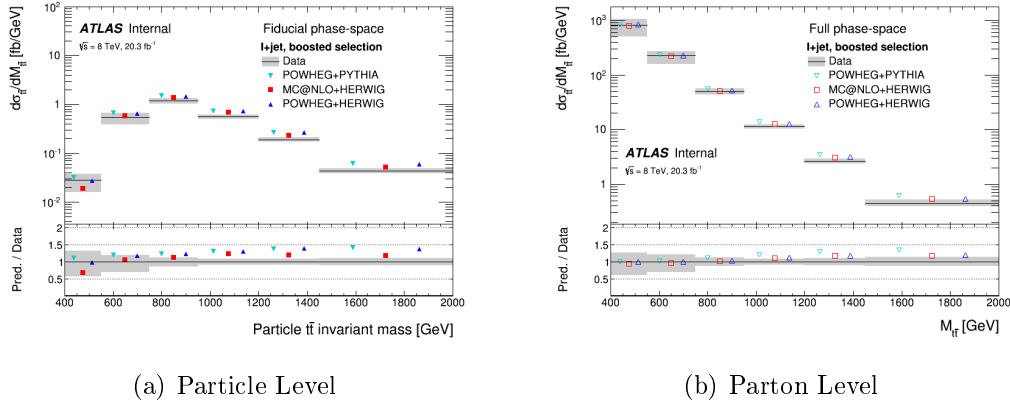 dσtt̄/dMtt̄ [fb/GeV]
10²
10
1
10⁻¹
10⁻²
ATLAS Internal
√s = 8 TeV, 20.3 fb⁻¹
Fiducial phase-space
l+jet, boosted selection
Data
POWHEG+PYTHIA
MC@NLO+HERWIG
POWHEG+HERWIG
Pred. / Data
2
1.5
1
0.5
400 600 800 1000 1200 1400 1600 1800 2000
Particle tt̄ invariant mass [GeV]
(a) Particle Level
dσtt̄/dMtt̄ [fb/GeV]
10³
10²
10
1
Full phase-space
l+jet, boosted selection
Data
POWHEG+PYTHIA
MC@NLO+HERWIG
POWHEG+HERWIG
ATLAS Internal
√s = 8 TeV, 20.3 fb⁻¹
Pred. / Data
2
1.5
1
0.5
400 600 800 1000 1200 1400 1600 1800 2000
Mtt̄ [GeV]
(b) Parton Level